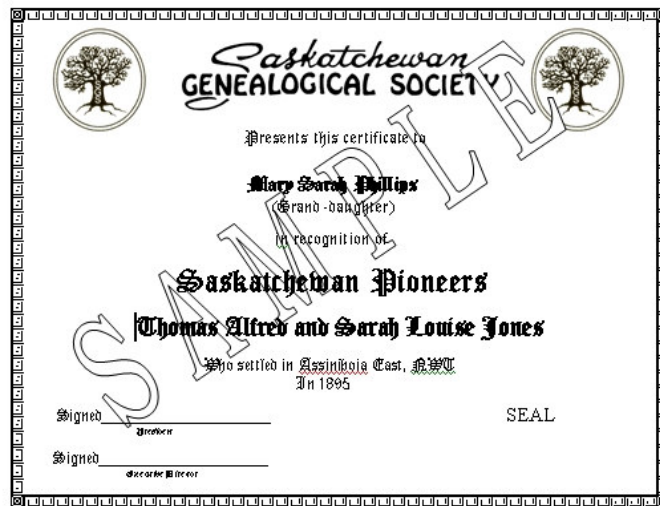 Saskatchewan
GENEALOGICAL SOCIETY
Presents this certificate to
Mary Sarah Phillips
(Grand-daughter)
in recognition of
Saskatchewan Pioneers
Thomas Alfred and Sarah Louise Jones
Who settled in Assiniboia East, NWT
In 1895
Signed
President
SEAL
Signed
Executive Director
SAMPLE